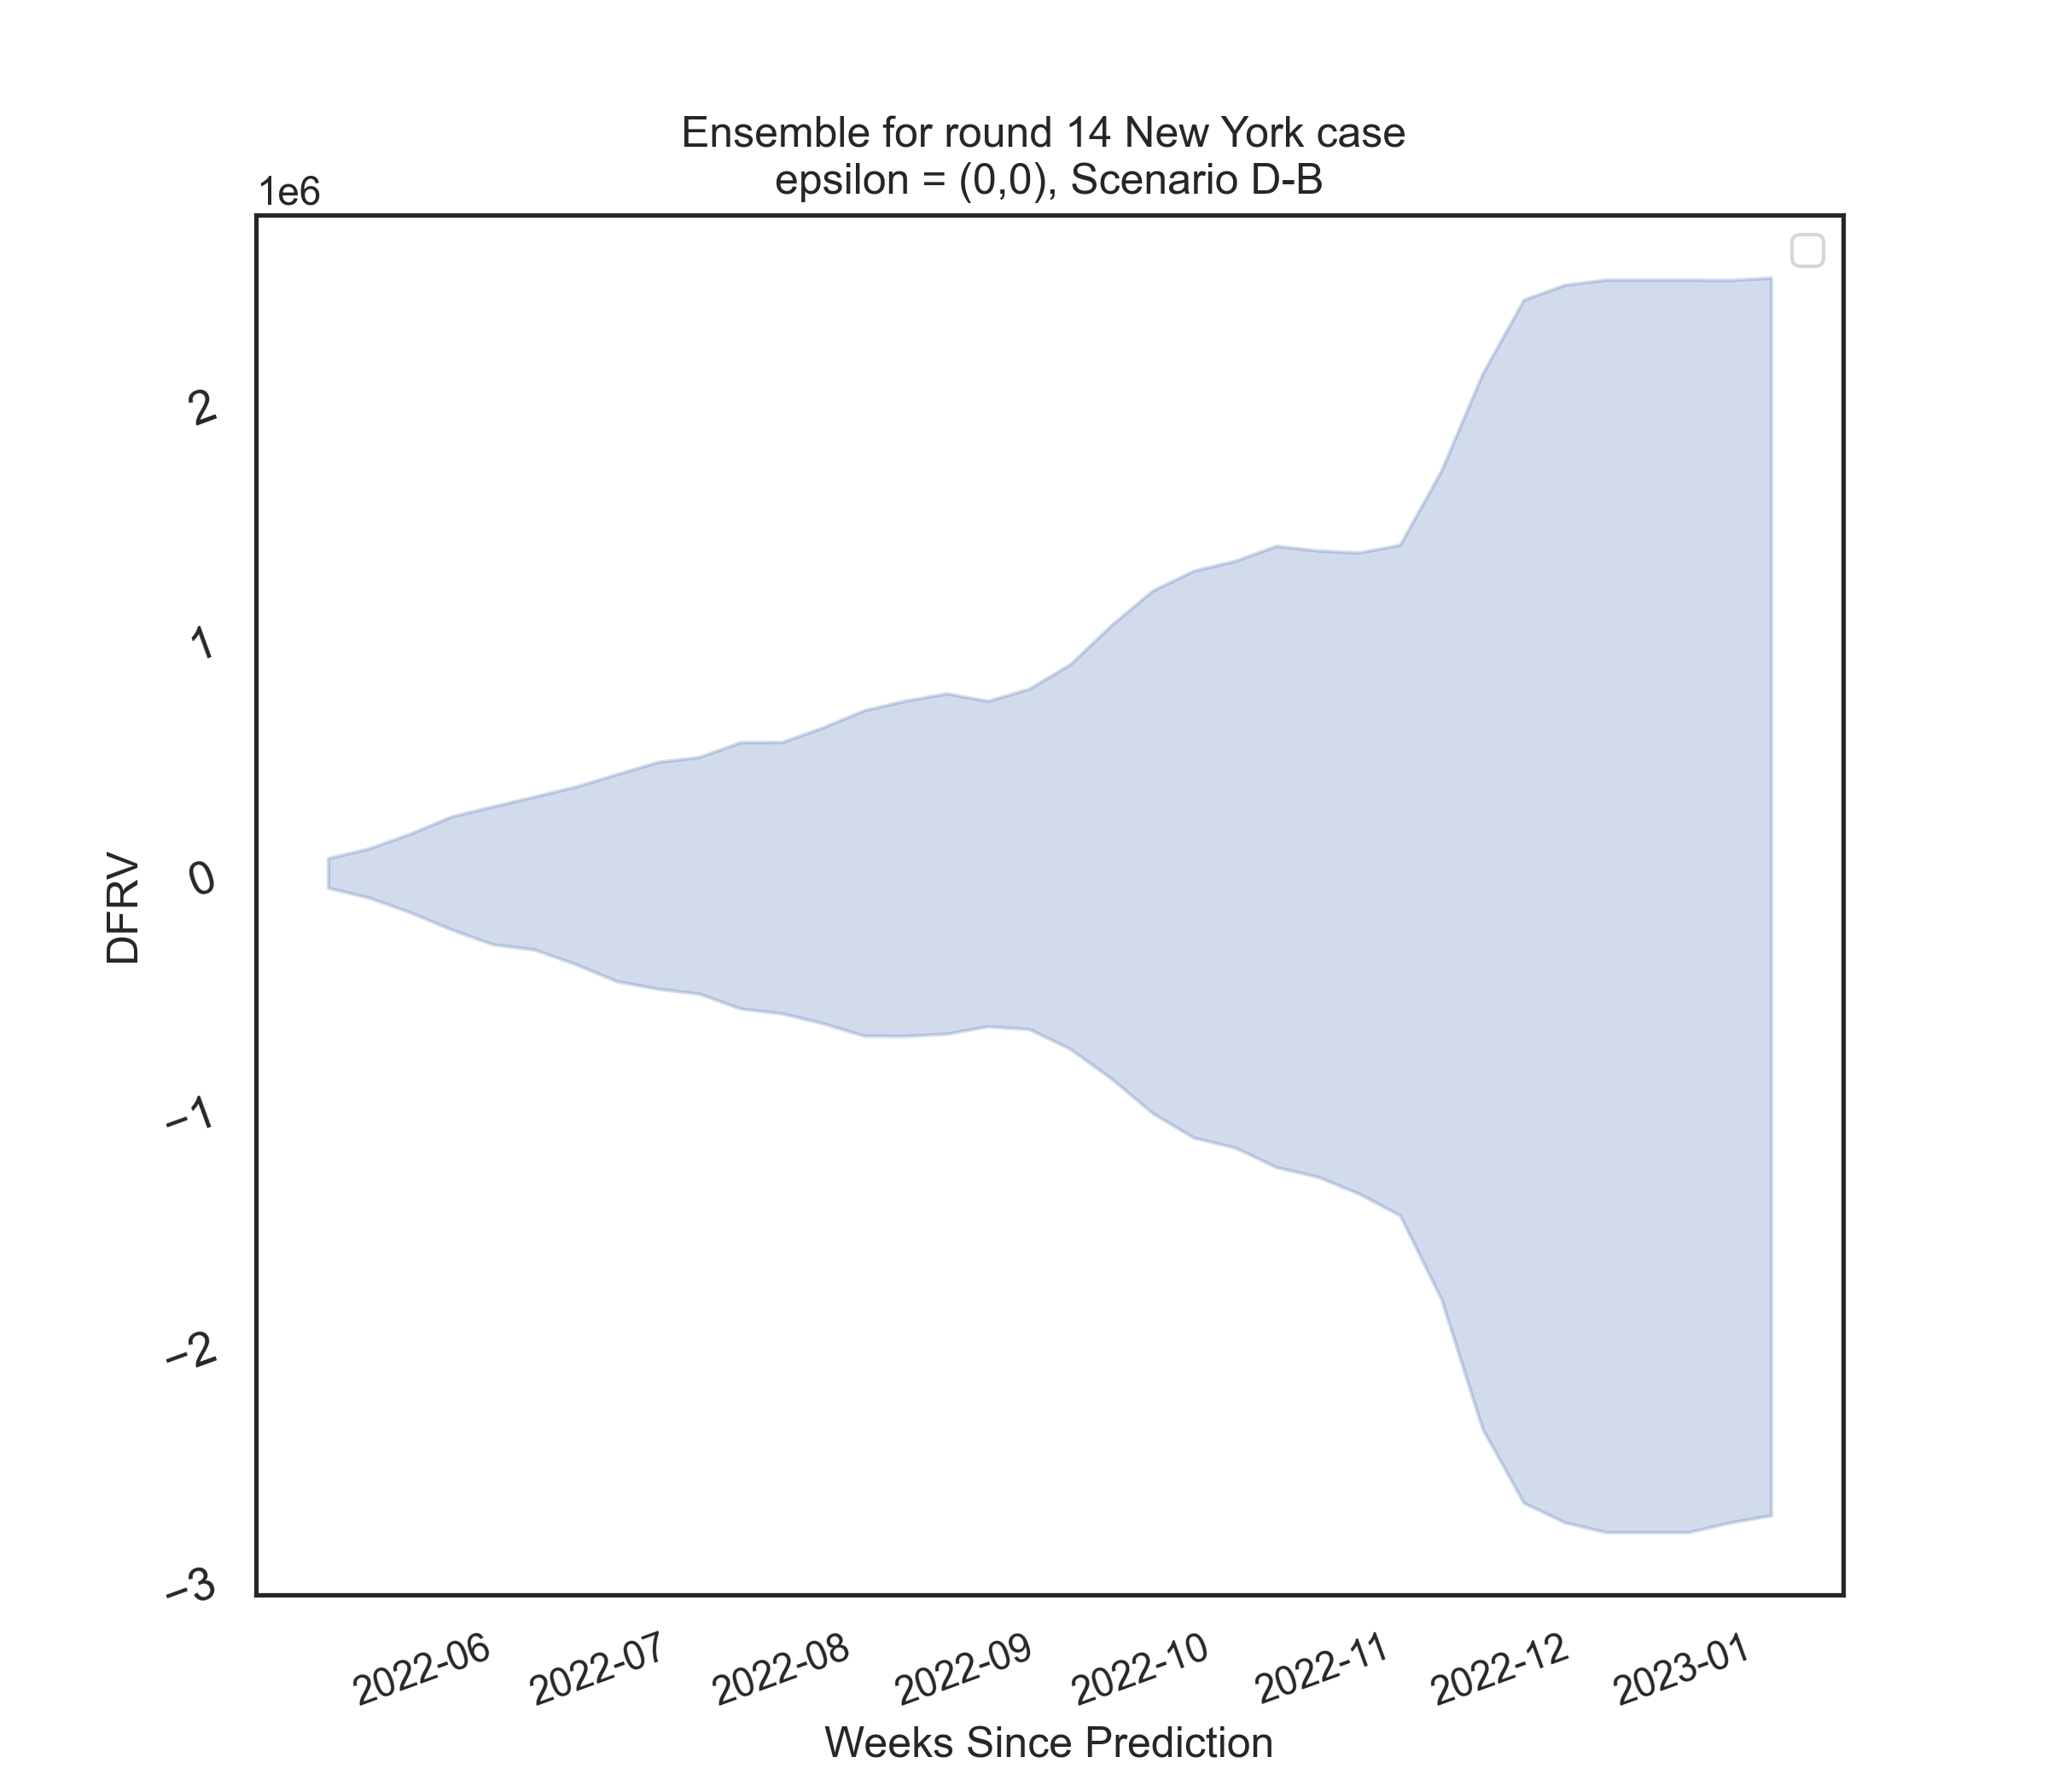 Ensemble for round 14 New York case
epsilon = (0,0), Scenario D-B
1e6
2
1
0
−1
−2
−3
DFRV
2022-06
2022-07
2022-08
2022-09
2022-10
2022-11
2022-12
2023-01
Weeks Since Prediction